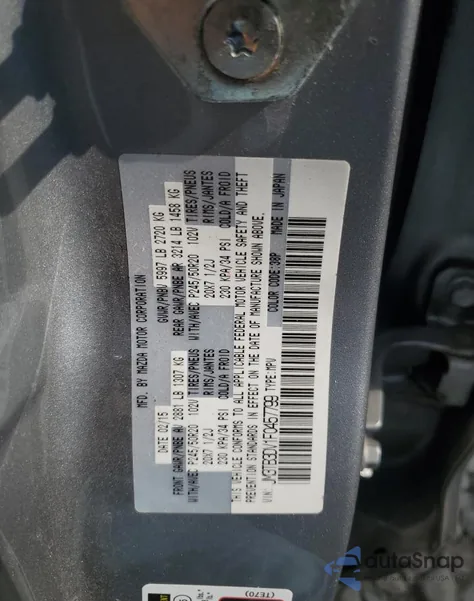 MFD. BY MAZDA MOTOR CORPORATION
DATE 02/15 GVWR/PNBV 5997 LB 2720 KG
FRONT GAWR/PNBE AV 2881 LB 1307 KG REAR GAWR/PNBE AR 3214 LB 1458 KG
WITH/AVEC P245/50R20 102V TIRES/PNEUS WITH/AVEC P245/50R20 102V TIRES/PNEUS
20X7 1/2J RIMS/JANTES 20X7 1/2J RIMS/JANTES
230 KPA/34 PSI COLD/A FROID 230 KPA/34 PSI COLD/A FROID
THIS VEHICLE CONFORMS TO ALL APPLICABLE FEDERAL MOTOR VEHICLE SAFETY AND THEFT
PREVENTION STANDARDS IN EFFECT ON THE DATE OF MANUFACTURE SHOWN ABOVE.
VIN: JM3TB3DV1F0457799 TYPE:MPV COLOR CODE:38P MADE IN JAPAN
(TE70)
autoSnap